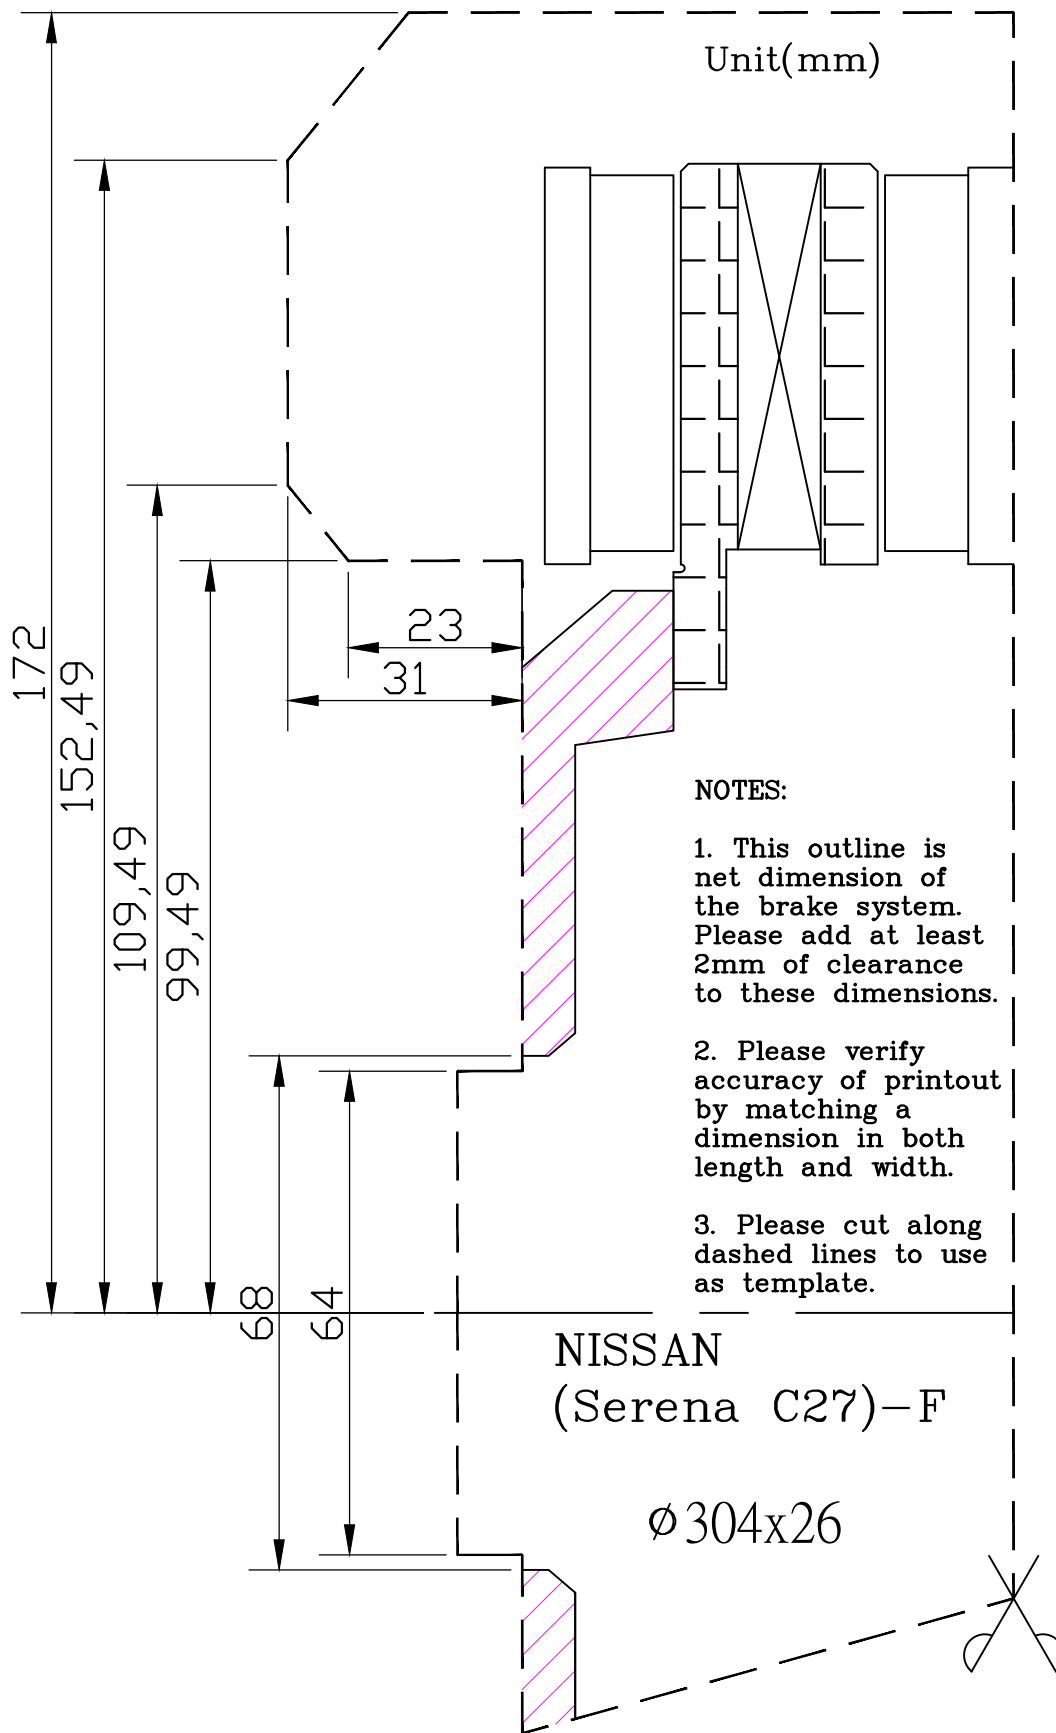 Unit(mm)
172
152,49
109,49
99,49
23
31
68
64
NOTES:
1. This outline is
net dimension of
the brake system.
Please add at least
2mm of clearance
to these dimensions.
2. Please verify
accuracy of printout
by matching a
dimension in both
length and width.
3. Please cut along
dashed lines to use
as template.
NISSAN
(Serena C27)-F
Ø304x26